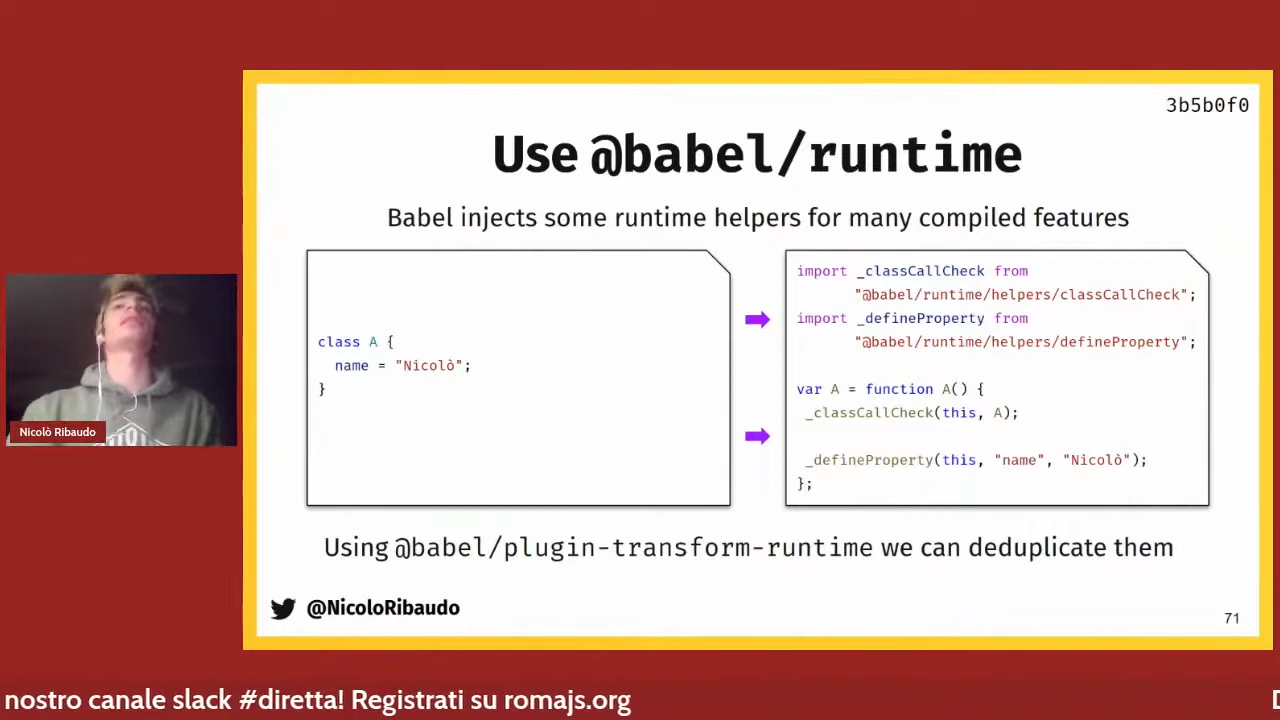 3b5b0f0
Use @babel/runtime
Babel injects some runtime helpers for many compiled features
class A {
name = "Nicolò";
}
import _classCallCheck from
"@babel/runtime/helpers/classCallCheck";
import _defineProperty from
"@babel/runtime/helpers/defineProperty";
var A = function A() {
_classCallCheck(this, A);
_defineProperty(this, "name", "Nicolò");
};
Using @babel/plugin-transform-runtime we can deduplicate them
@NicoloRibaudo
71
Nicolò Ribaudo
nostro canale slack #diretta! Registrati su romajs.org